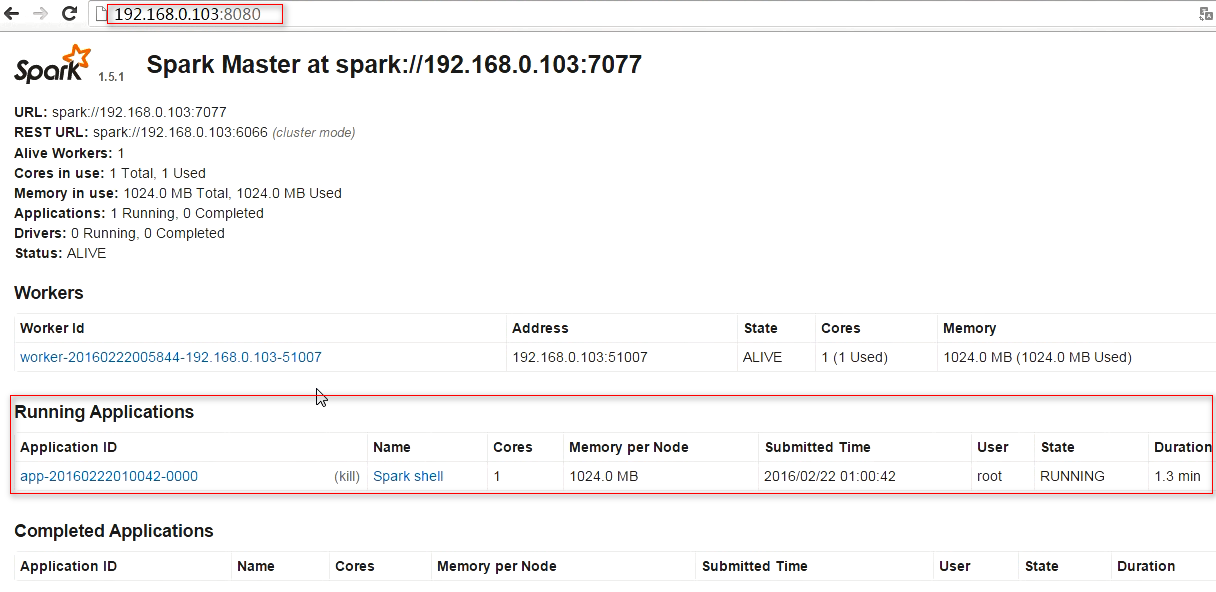 192.168.0.103:8080
Spark 1.5.1 Spark Master at spark://192.168.0.103:7077
URL: spark://192.168.0.103:7077
REST URL: spark://192.168.0.103:6066 (cluster mode)
Alive Workers: 1
Cores in use: 1 Total, 1 Used
Memory in use: 1024.0 MB Total, 1024.0 MB Used
Applications: 1 Running, 0 Completed
Drivers: 0 Running, 0 Completed
Status: ALIVE
Workers
Worker Id Address State Cores Memory
worker-20160222005844-192.168.0.103-51007 192.168.0.103:51007 ALIVE 1 (1 Used) 1024.0 MB (1024.0 MB Used)
Running Applications
Application ID Name Cores Memory per Node Submitted Time User State Duration
app-20160222010042-0000 (kill) Spark shell 1 1024.0 MB 2016/02/22 01:00:42 root RUNNING 1.3 min
Completed Applications
Application ID Name Cores Memory per Node Submitted Time User State Duration